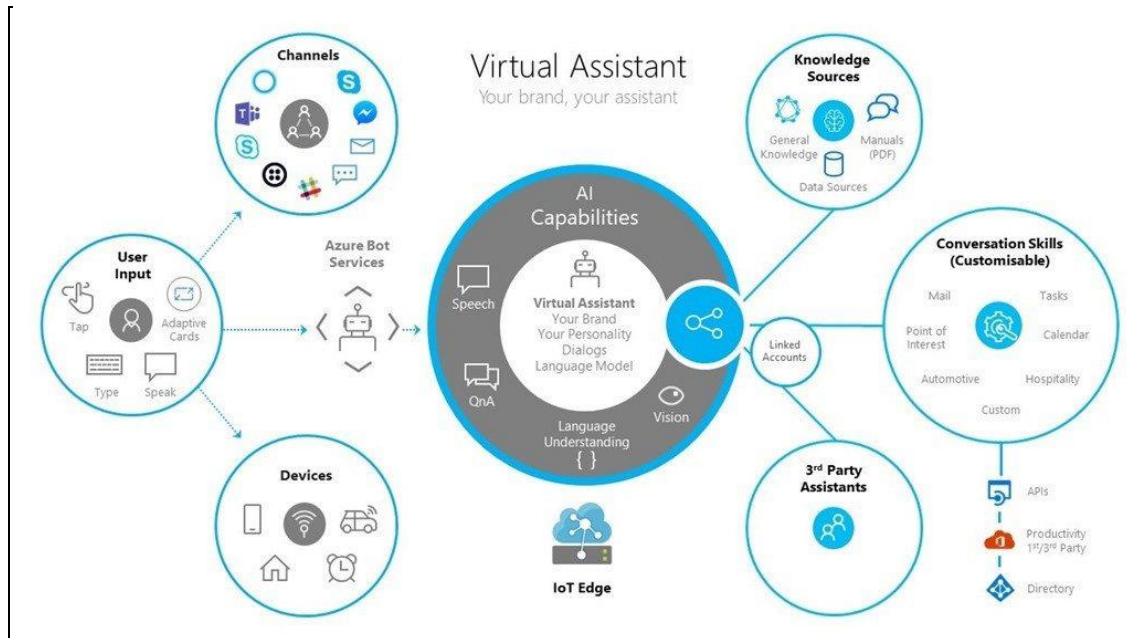 Virtual Assistant
Your brand, your assistant
Channels
S
T
S
User
Input
Tap
Adaptive
Cards
Type
Speak
Azure Bot
Services
Devices
AI
Capabilities
Speech
Virtual Assistant
Your Brand
Your Personality
Dialogs
Language Model
QnA
Vision
Language
Understanding
{ }
IoT Edge
Knowledge
Sources
General
Knowledge
Manuals
(PDF)
Data Sources
Linked
Accounts
Conversation Skills
(Customisable)
Mail
Tasks
Point of
Interest
Calendar
Automotive
Hospitality
Custom
3rd Party
Assistants
APIs
Productivity
1st/3rd Party
Directory